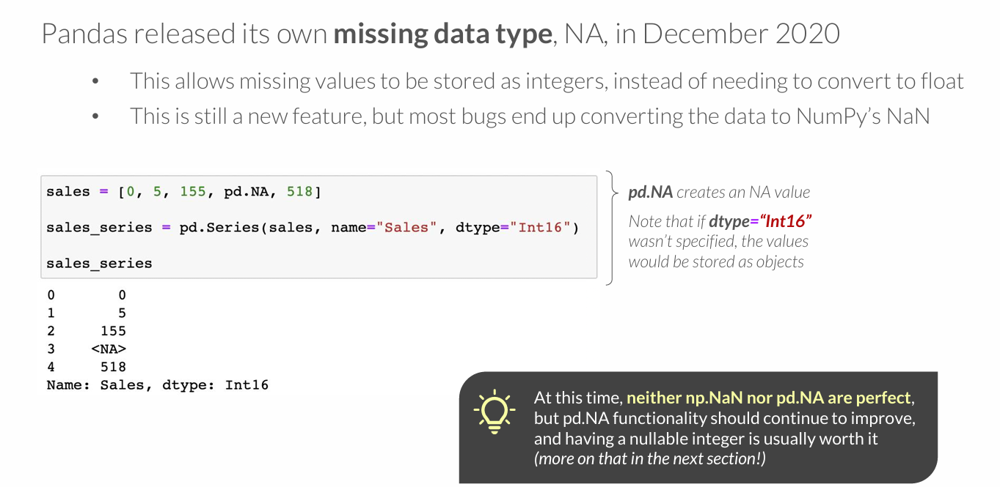 Pandas released its own missing data type, NA, in December 2020
• This allows missing values to be stored as integers, instead of needing to convert to float
• This is still a new feature, but most bugs end up converting the data to NumPy’s NaN
sales = [0, 5, 155, pd.NA, 518]
sales_series = pd.Series(sales, name="Sales", dtype="Int16")
sales_series
0 0
1 5
2 155
3 <NA>
4 518
Name: Sales, dtype: Int16
pd.NA creates an NA value
Note that if dtype=“Int16”
wasn’t specified, the values
would be stored as objects
At this time, neither np.NaN nor pd.NA are perfect,
but pd.NA functionality should continue to improve,
and having a nullable integer is usually worth it
(more on that in the next section!)